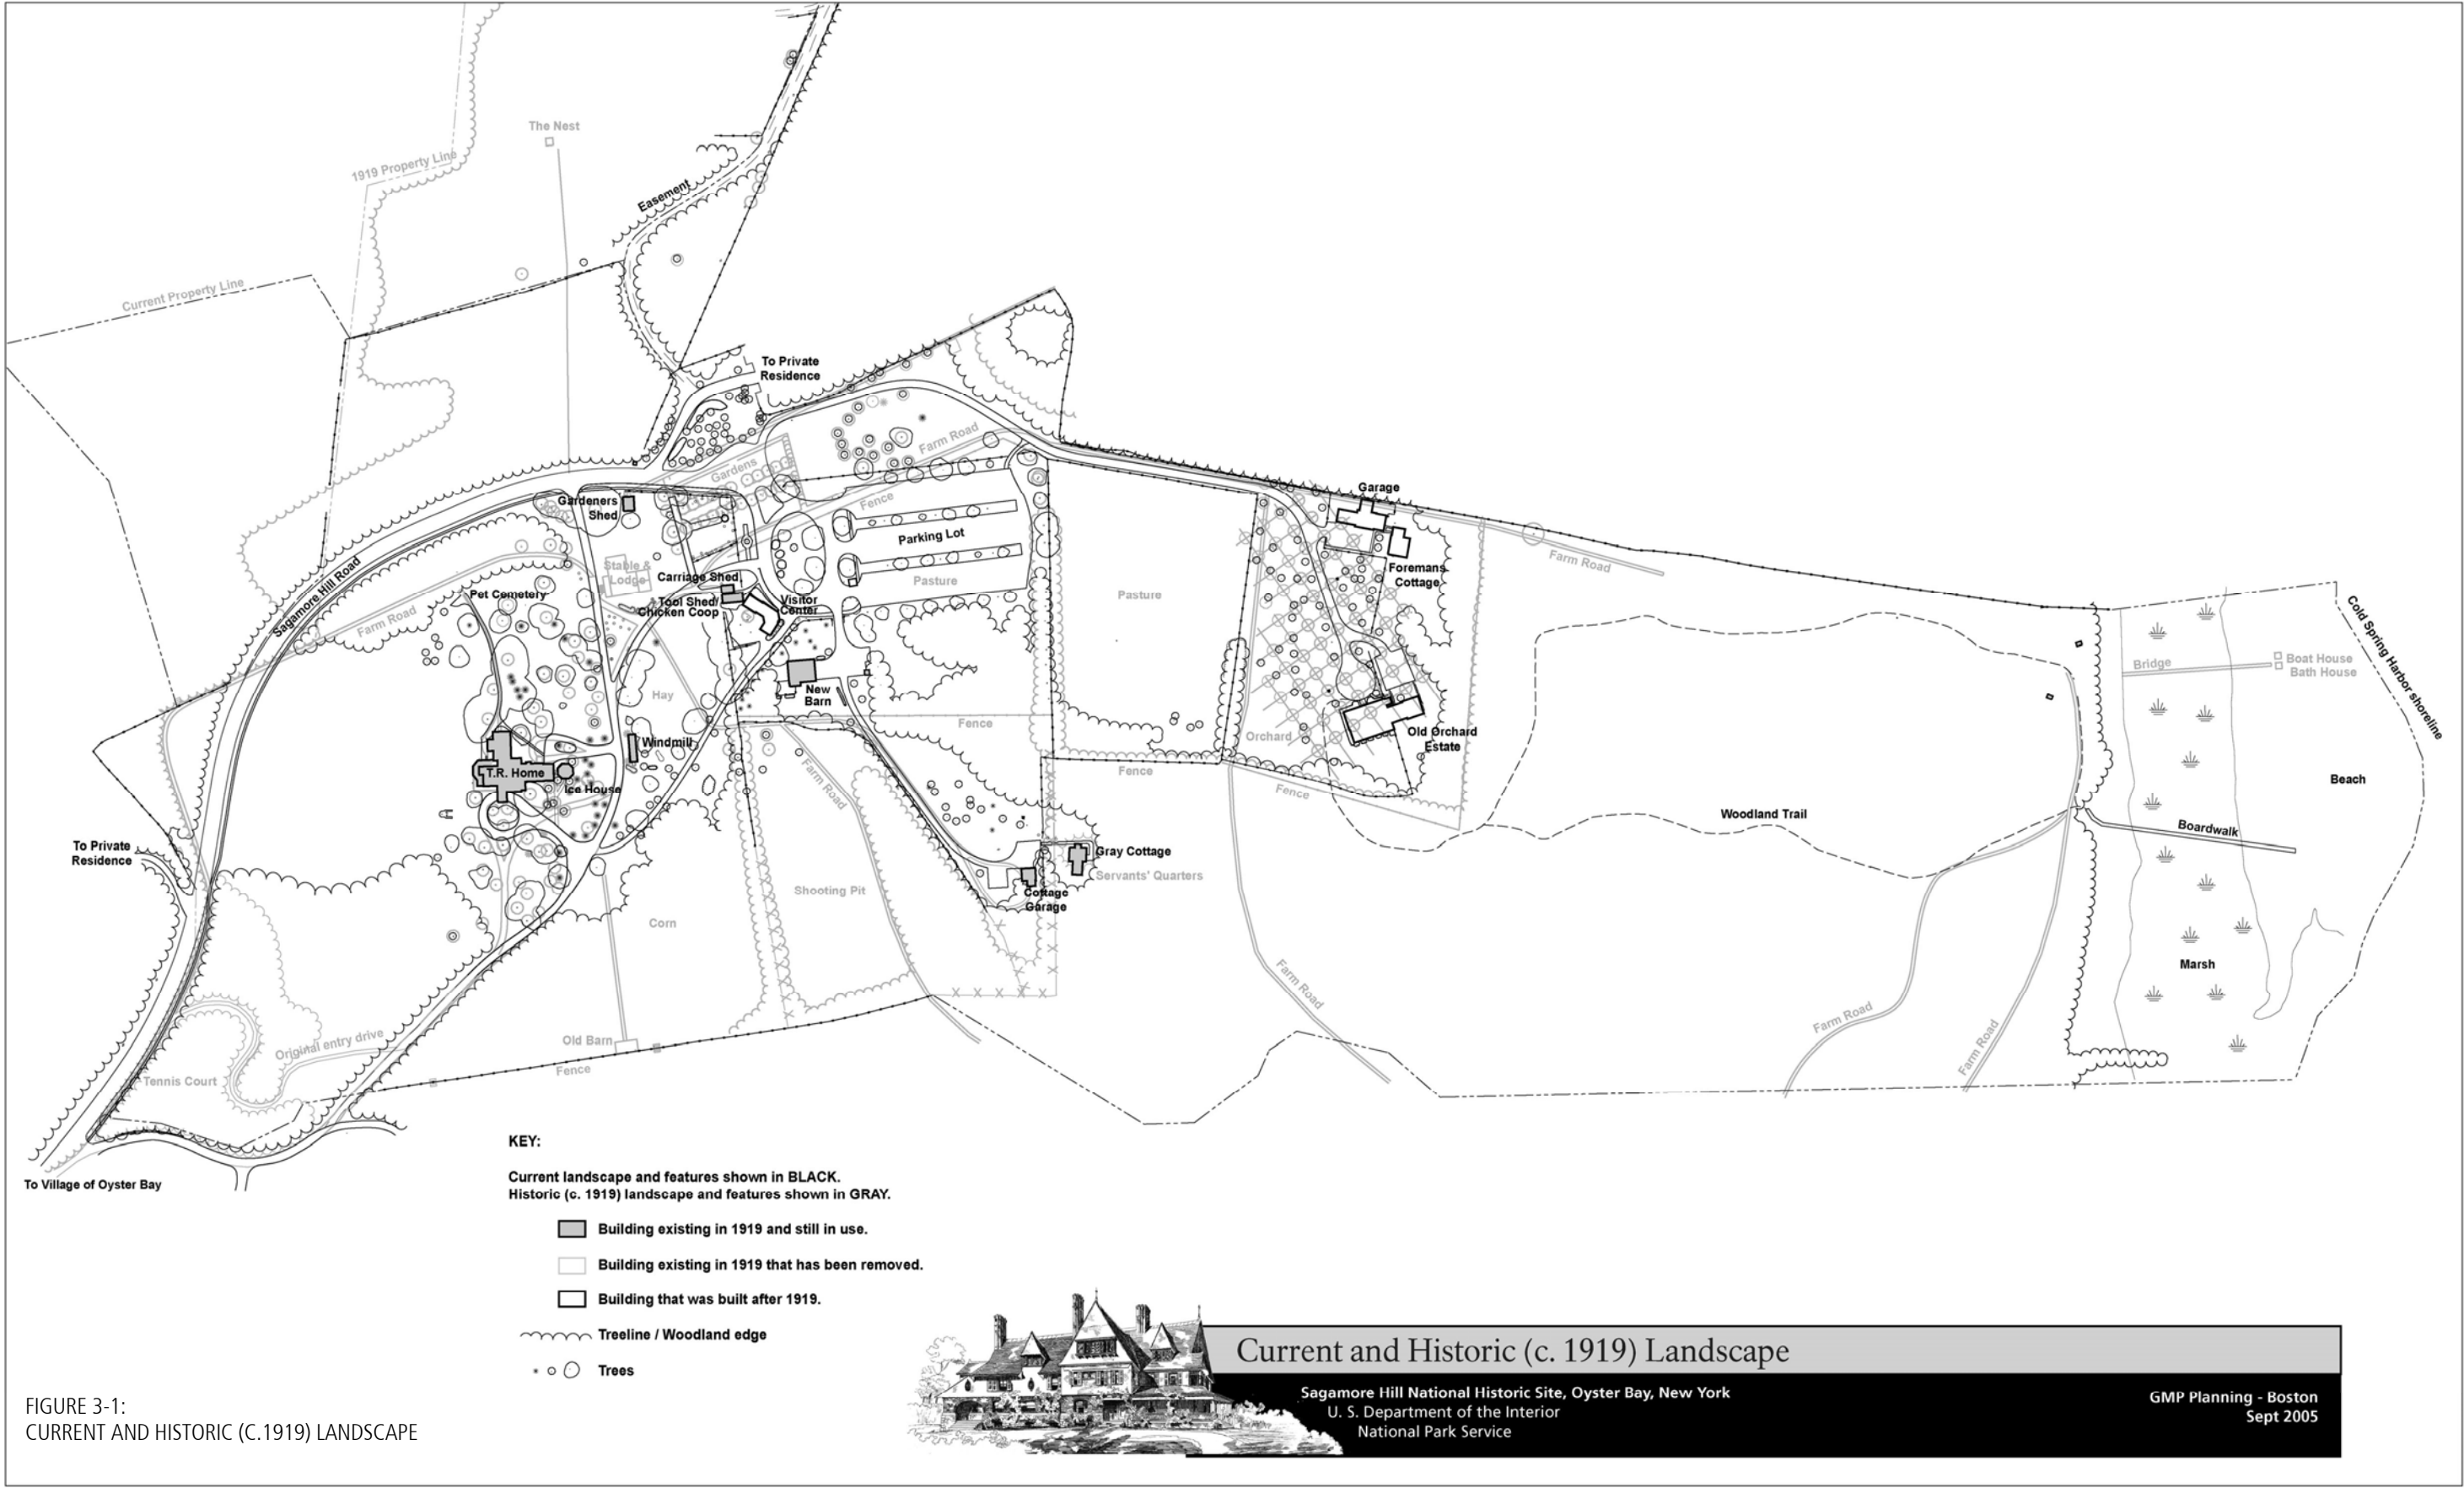 The Nest
1919 Property Line
Easement
Current Property Line
To Private
Residence
Farm Road
Gardens
Gardeners
Shed
Fence
Garage
Parking Lot
Farm Road
Stable &
Lodge
Carriage Shed
Foremans
Cottage
Pasture
Pasture
Pet Cemetery
Tool Shed/
Chicken Coop
Visitor
Center
Sagamore Hill Road
Farm Road
Cold Spring Harbor shoreline
Bridge
Boat House
Bath House
Hay
New
Barn
Fence
Orchard
Old Orchard
Estate
Windmill
T.R. Home
Ice House
Farm Road
Fence
Fence
Beach
Woodland Trail
Boardwalk
To Private
Residence
Gray Cottage
Servants' Quarters
Shooting Pit
Cottage
Garage
Corn
Farm Road
Marsh
Farm Road
Farm Road
Original entry drive
Old Barn
Fence
Tennis Court
To Village of Oyster Bay
KEY:
Current landscape and features shown in BLACK.
Historic (c. 1919) landscape and features shown in GRAY.
Building existing in 1919 and still in use.
Building existing in 1919 that has been removed.
Building that was built after 1919.
Treeline / Woodland edge
Trees
Current and Historic (c. 1919) Landscape
Sagamore Hill National Historic Site, Oyster Bay, New York
U. S. Department of the Interior
National Park Service
GMP Planning - Boston
Sept 2005
FIGURE 3-1:
CURRENT AND HISTORIC (C.1919) LANDSCAPE